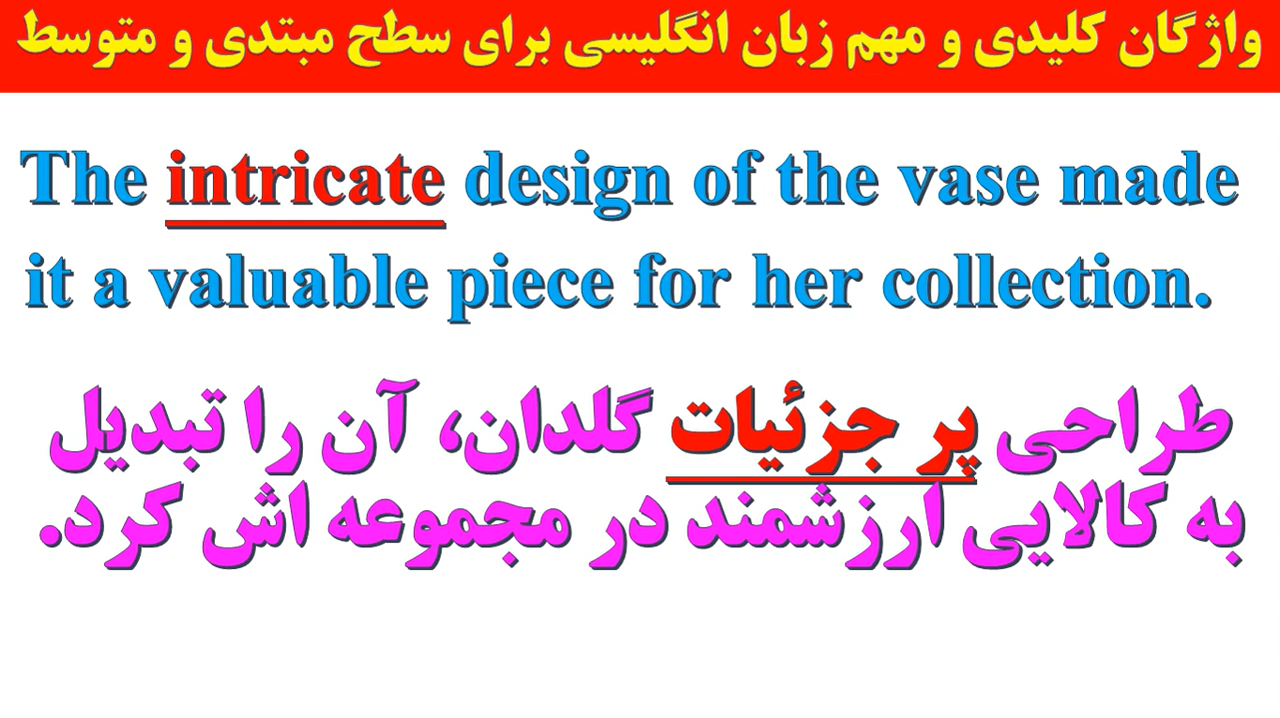 واژگان کلیدی و مهم زبان انگلیسی برای سطح مبتدی و متوسط
The intricate design of the vase made
it a valuable piece for her collection.
طراحی پر جزئیات گلدان، آن را تبدیل
به کالایی ارزشمند در مجموعه اش کرد.